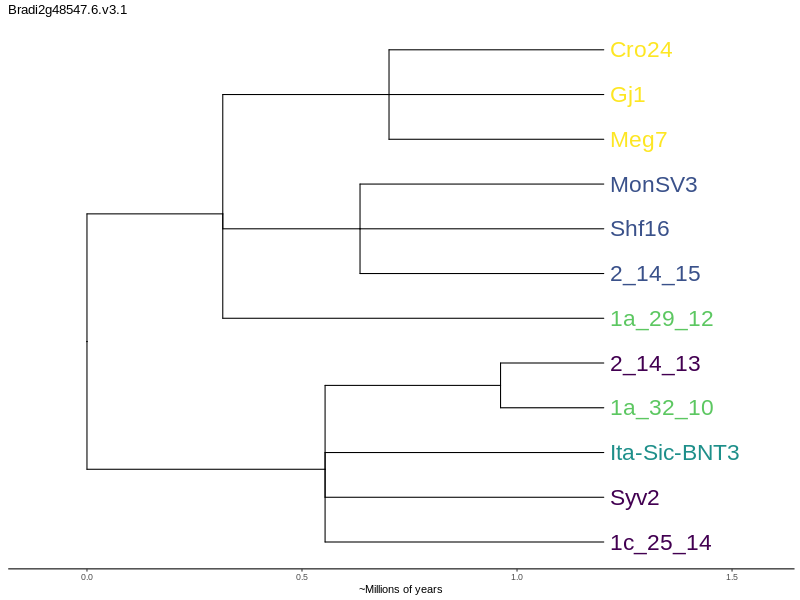 Bradi2g48547.6.v3.1
Cro24
Gj1
Meg7
MonSV3
Shf16
2_14_15
1a_29_12
2_14_13
1a_32_10
Ita-Sic-BNT3
Syv2
1c_25_14
0.0 0.5 1.0 1.5
~Millions of years